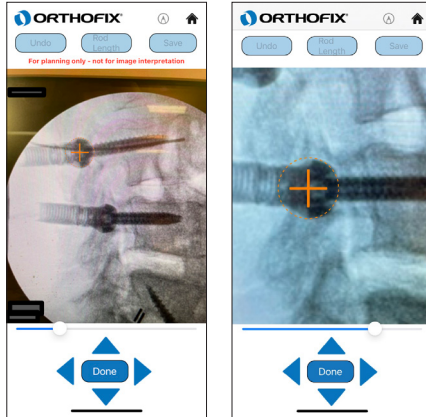 ORTHOFIX®
Undo
Rod Length
Save
For planning only - not for image interpretation
Done
ORTHOFIX®
Undo
Rod Length
Save
Done